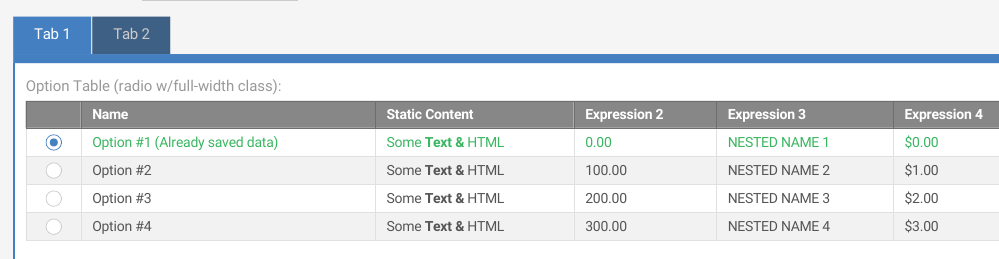 Tab 1 Tab 2
Option Table (radio w/full-width class):
Name Static Content Expression 2 Expression 3 Expression 4
Option #1 (Already saved data) Some Text & HTML 0.00 NESTED NAME 1 $0.00
Option #2 Some Text & HTML 100.00 NESTED NAME 2 $1.00
Option #3 Some Text & HTML 200.00 NESTED NAME 3 $2.00
Option #4 Some Text & HTML 300.00 NESTED NAME 4 $3.00